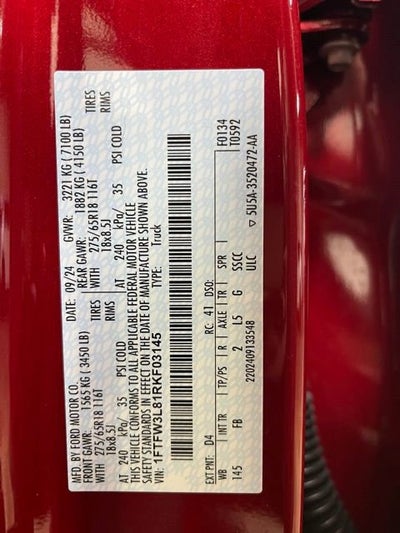 MFD. BY FORD MOTOR CO.
DATE: 09/24 GVWR: 3221 KG ( 7100 LB)
FRONT GAWR: 1565 KG ( 3450 LB) REAR GAWR: 1882 KG ( 4150 LB)
WITH 275/65R18 116T TIRES WITH 275/65R18 116T TIRES
18x8.5J RIMS 18x8.5J RIMS
AT 240 kPa/ 35 PSI COLD AT 240 kPa/ 35 PSI COLD
THIS VEHICLE CONFORMS TO ALL APPLICABLE FEDERAL MOTOR VEHICLE
SAFETY STANDARDS IN EFFECT ON THE DATE OF MANUFACTURE SHOWN ABOVE.
VIN: 1FTFW3L81RKF03145 TYPE: Truck
F0134
T0592
EXT PNT: D4 RC: 41 DSO:
WB INT TR TP/PS R AXLE TR SPR
145 FB 2 L5 G SSCC
2202409133548 ULC
5U5A-3520472-AA